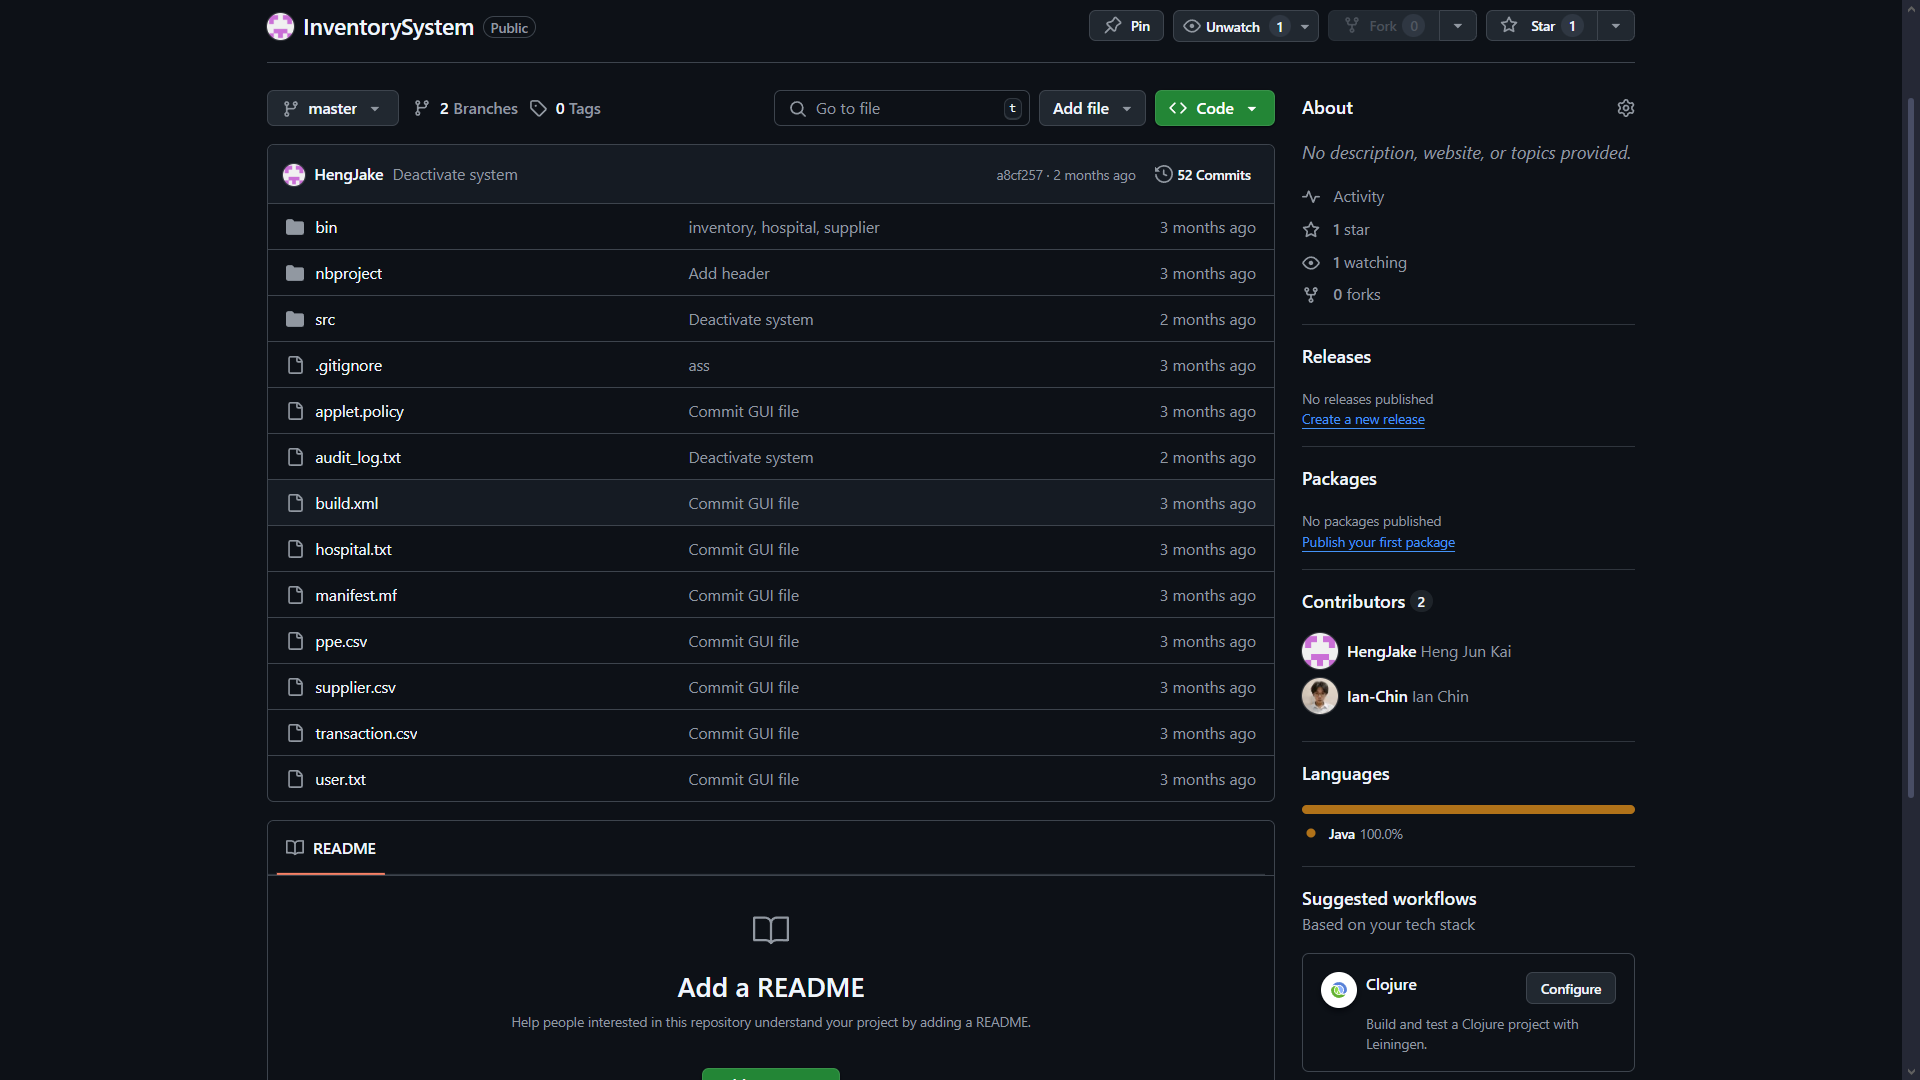 InventorySystem Public
Pin
Unwatch 1
Fork 0
Star 1
master
2 Branches
0 Tags
Go to file t
Add file
Code
HengJake Deactivate system a8cf257 · 2 months ago 52 Commits
bin inventory, hospital, supplier 3 months ago
nbproject Add header 3 months ago
src Deactivate system 2 months ago
.gitignore ass 3 months ago
applet.policy Commit GUI file 3 months ago
audit_log.txt Deactivate system 2 months ago
build.xml Commit GUI file 3 months ago
hospital.txt Commit GUI file 3 months ago
manifest.mf Commit GUI file 3 months ago
ppe.csv Commit GUI file 3 months ago
supplier.csv Commit GUI file 3 months ago
transaction.csv Commit GUI file 3 months ago
user.txt Commit GUI file 3 months ago
README
Add a README
Help people interested in this repository understand your project by adding a README.
About
No description, website, or topics provided.
Activity
1 star
1 watching
0 forks
Releases
No releases published
Create a new release
Packages
No packages published
Publish your first package
Contributors 2
HengJake Heng Jun Kai
Ian-Chin Ian Chin
Languages
Java 100.0%
Suggested workflows
Based on your tech stack
Clojure
Configure
Build and test a Clojure project with
Leiningen.